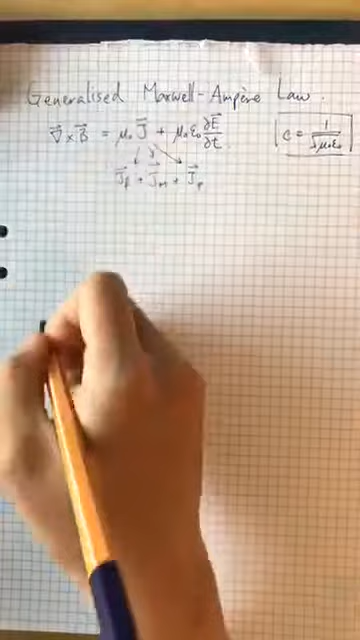 Generalised Maxwell-Ampère Law.
∇⃗ × B⃗ = μ₀ J⃗ + μ₀ε₀ ∂E⃗/∂t
c = 1/√μ₀ε₀
J⃗f + J⃗m + J⃗p